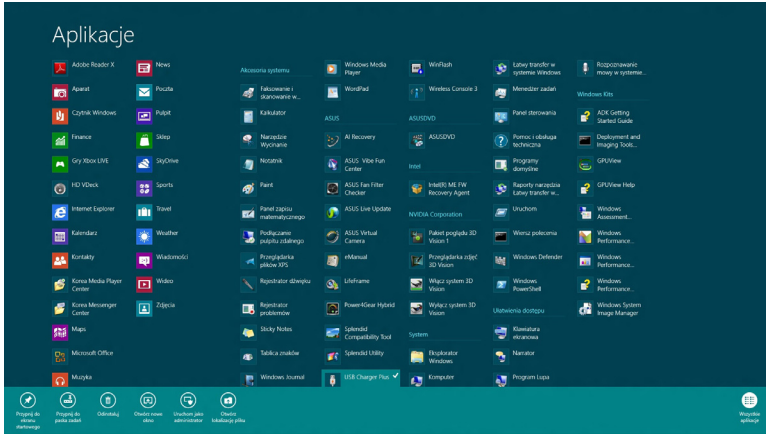 Aplikacje
Adobe Reader X
Aparat
Czytnik Windows
Finance
Gry Xbox LIVE
HD VDeck
Internet Explorer
Kalendarz
Kontakty
Korea Media Player
Center
Korea Messenger
Center
Maps
Microsoft Office
Muzyka
News
Poczta
Pulpit
Sklep
SkyDrive
Sports
Travel
Weather
Wiadomości
Wideo
Zdjęcia
Akcesoria systemu
Faksowanie i
skanowanie w...
Kalkulator
Narzędzie
Wycinanie
Notatnik
Paint
Panel zapisu
matematycznego
Podłączanie
pulpitu zdalnego
Przeglądarka
plików XPS
Rejestrator dźwięku
Rejestrator
problemów
Sticky Notes
Tablica znaków
Windows Journal
Windows Media
Player
WordPad
ASUS
AI Recovery
ASUS Vibe Fun
Center
ASUS Fan Filter
Checker
ASUS Live Update
ASUS Virtual
Camera
eManual
LifeFrame
Power4Gear Hybrid
Splendid
Compatibility Tool
Splendid Utility
USB Charger Plus
WinFlash
Wireless Console 3
ASUSDVD
ASUSDVD
Intel
Intel(R) ME FW
Recovery Agent
NVIDIA Corporation
Pakiet poglądu 3D
Vision 1
Przeglądarka zdjęć
3D Vision
Włącz system 3D
Vision
Wyłącz system 3D
Vision
System
Eksplorator
Windows
Komputer
Łatwy transfer w
systemie Windows
Menedżer zadań
Panel sterowania
Pomoc i obsługa
techniczna
Programy
domyślne
Raporty narzędzia
Łatwy transfer w...
Uruchom
Wiersz polecenia
Windows Defender
Windows
PowerShell
Ułatwienia dostępu
Klawiatura
ekranowa
Narrator
Program Lupa
Rozpoznawanie
mowy w systemie...
Windows Kits
ADK Getting
Started Guide
Deployment and
Imaging Tools...
GPUView
GPUView Help
Windows
Assessment...
Windows
Performance...
Windows
Performance...
Windows
Performance...
Windows System
Image Manager
Przypnij do
ekranu
startowego
Przypnij do
paska zadań
Odinstaluj
Otwórz nowe
okno
Uruchom jako
administrator
Otwórz
lokalizację pliku
Wszystkie
aplikacje